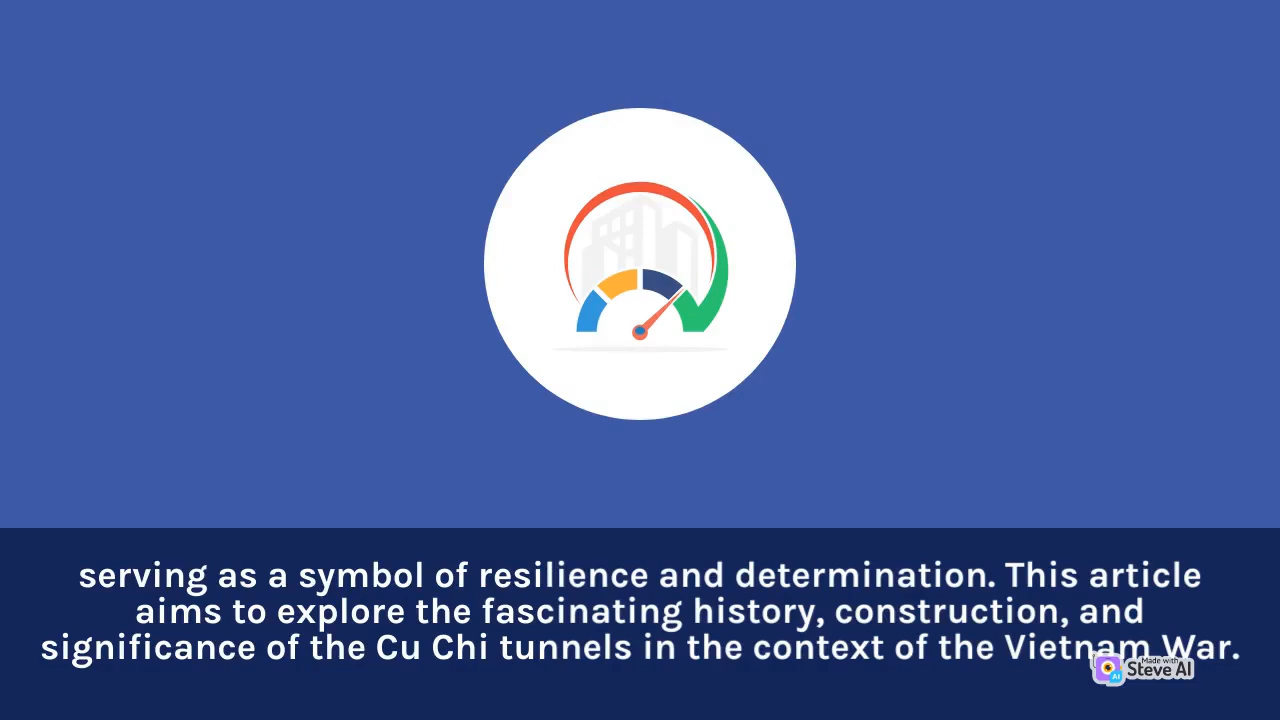 serving as a symbol of resilience and determination. This article
aims to explore the fascinating history, construction, and
significance of the Cu Chi tunnels in the context of the Vietnam War.
Made with
Steve AI
AI